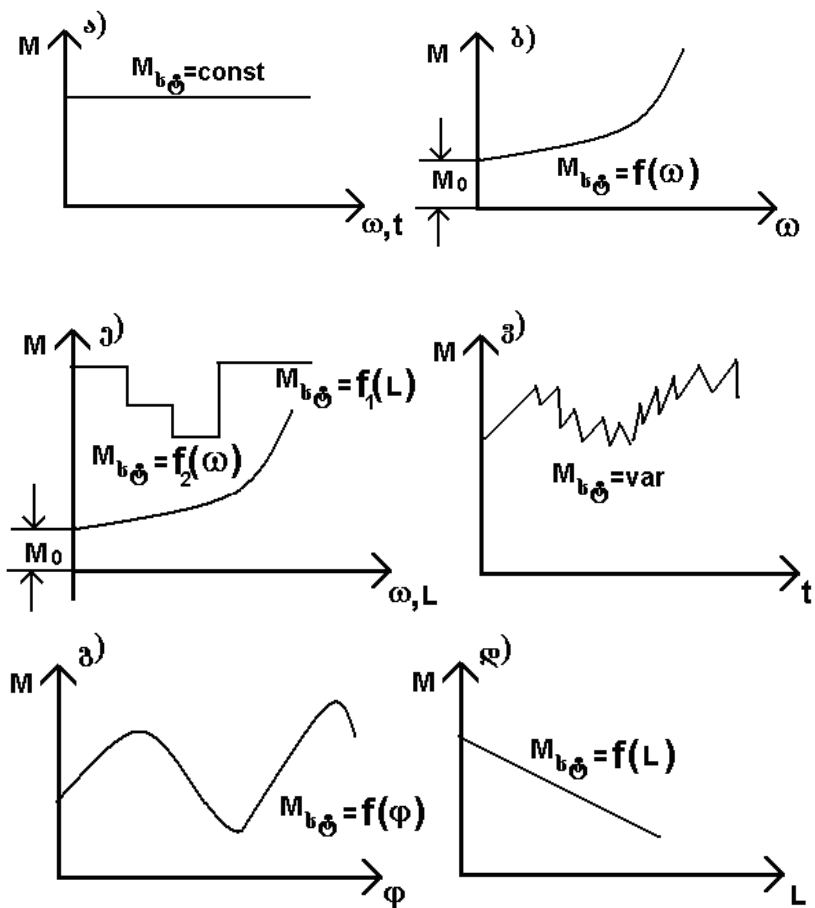 M ა)
Mსტ=const
ω,t
M ბ)
M₀
Mსტ=f(ω)
ω
M ე)
Mსტ=f₁(L)
Mსტ=f₂(ω)
M₀
ω,L
M ვ)
Mსტ=var
t
M გ)
Mსტ=f(φ)
φ
M დ)
Mსტ=f(L)
L